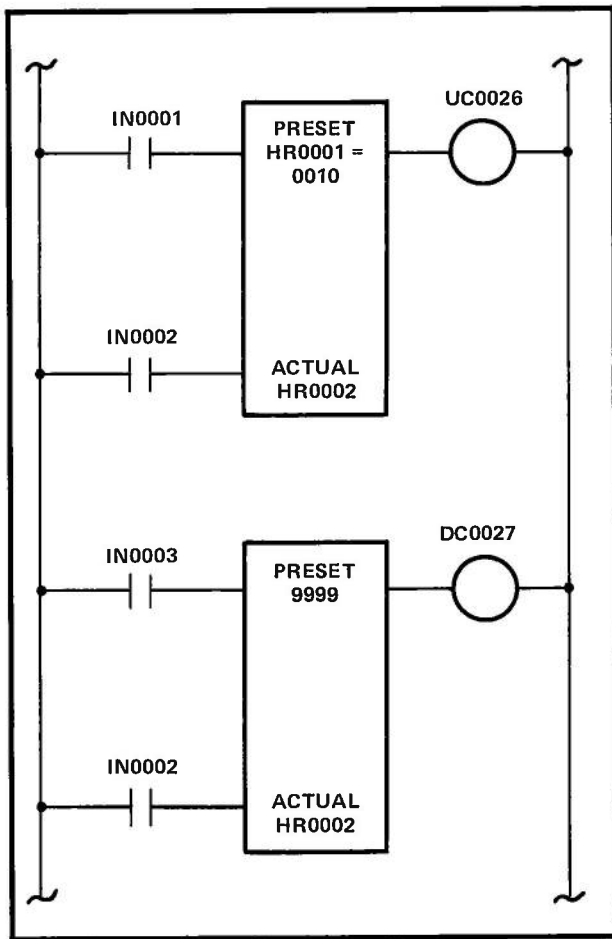 UC0026
IN0001
PRESET
HR0001 =
0010
IN0002
ACTUAL
HR0002
DC0027
IN0003
PRESET
9999
IN0002
ACTUAL
HR0002